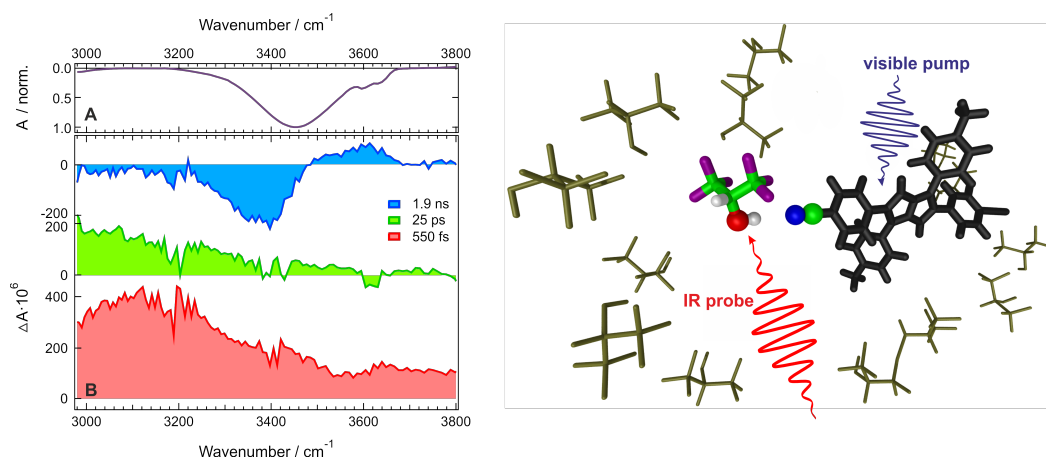 Wavenumber / cm-1
3000 3200 3400 3600 3800
0.0
0.5
1.0
A / norm.
A
0
-200
200
0
400
200
0
△A·10^6
1.9 ns
25 ps
550 fs
B
3000 3200 3400 3600 3800
Wavenumber / cm-1
visible pump
IR probe